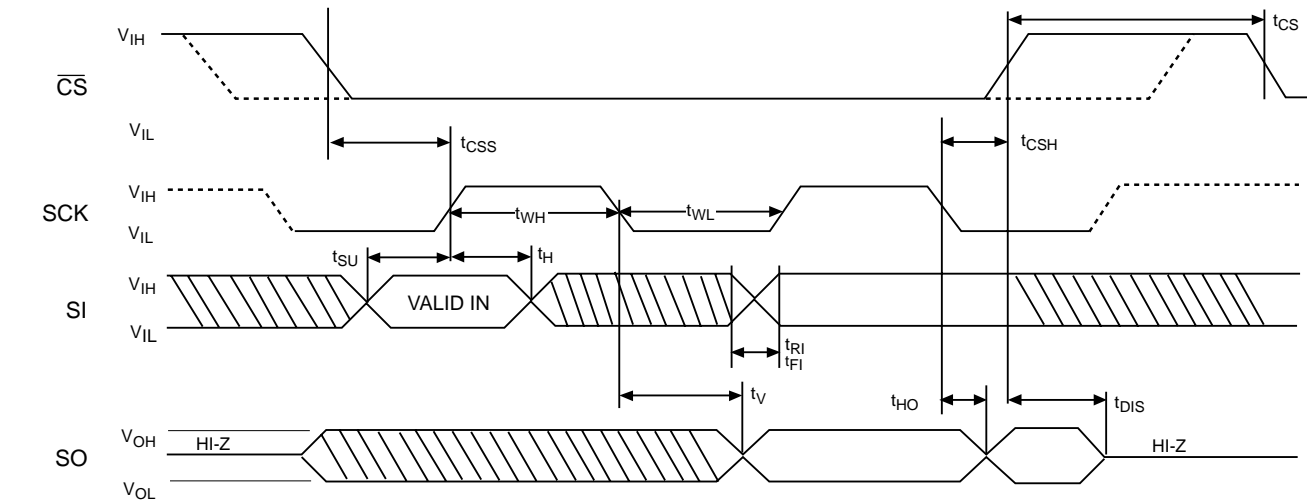 tCS
VIH
CS
VIL
tCSS
tCSH
VIH
SCK
tWH
tWL
VIL
tSU
tH
VIH
SI
VALID IN
VIL
tRI
tFI
tV
tHO
tDIS
VOH
HI-Z
HI-Z
SO
VOL